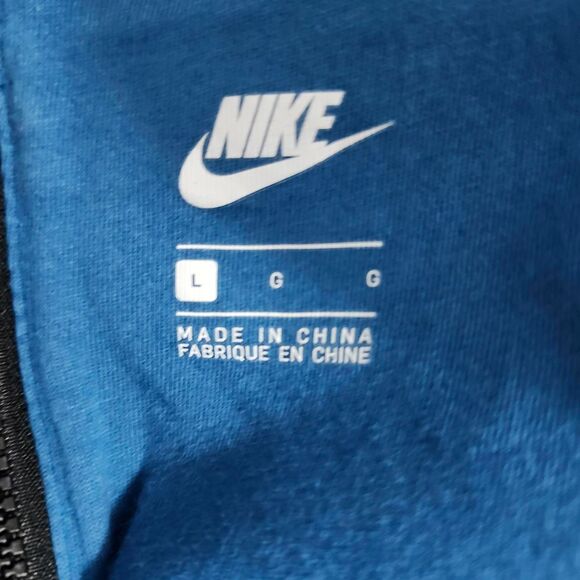 NIKE
L G G
MADE IN CHINA
FABRIQUE EN CHINE